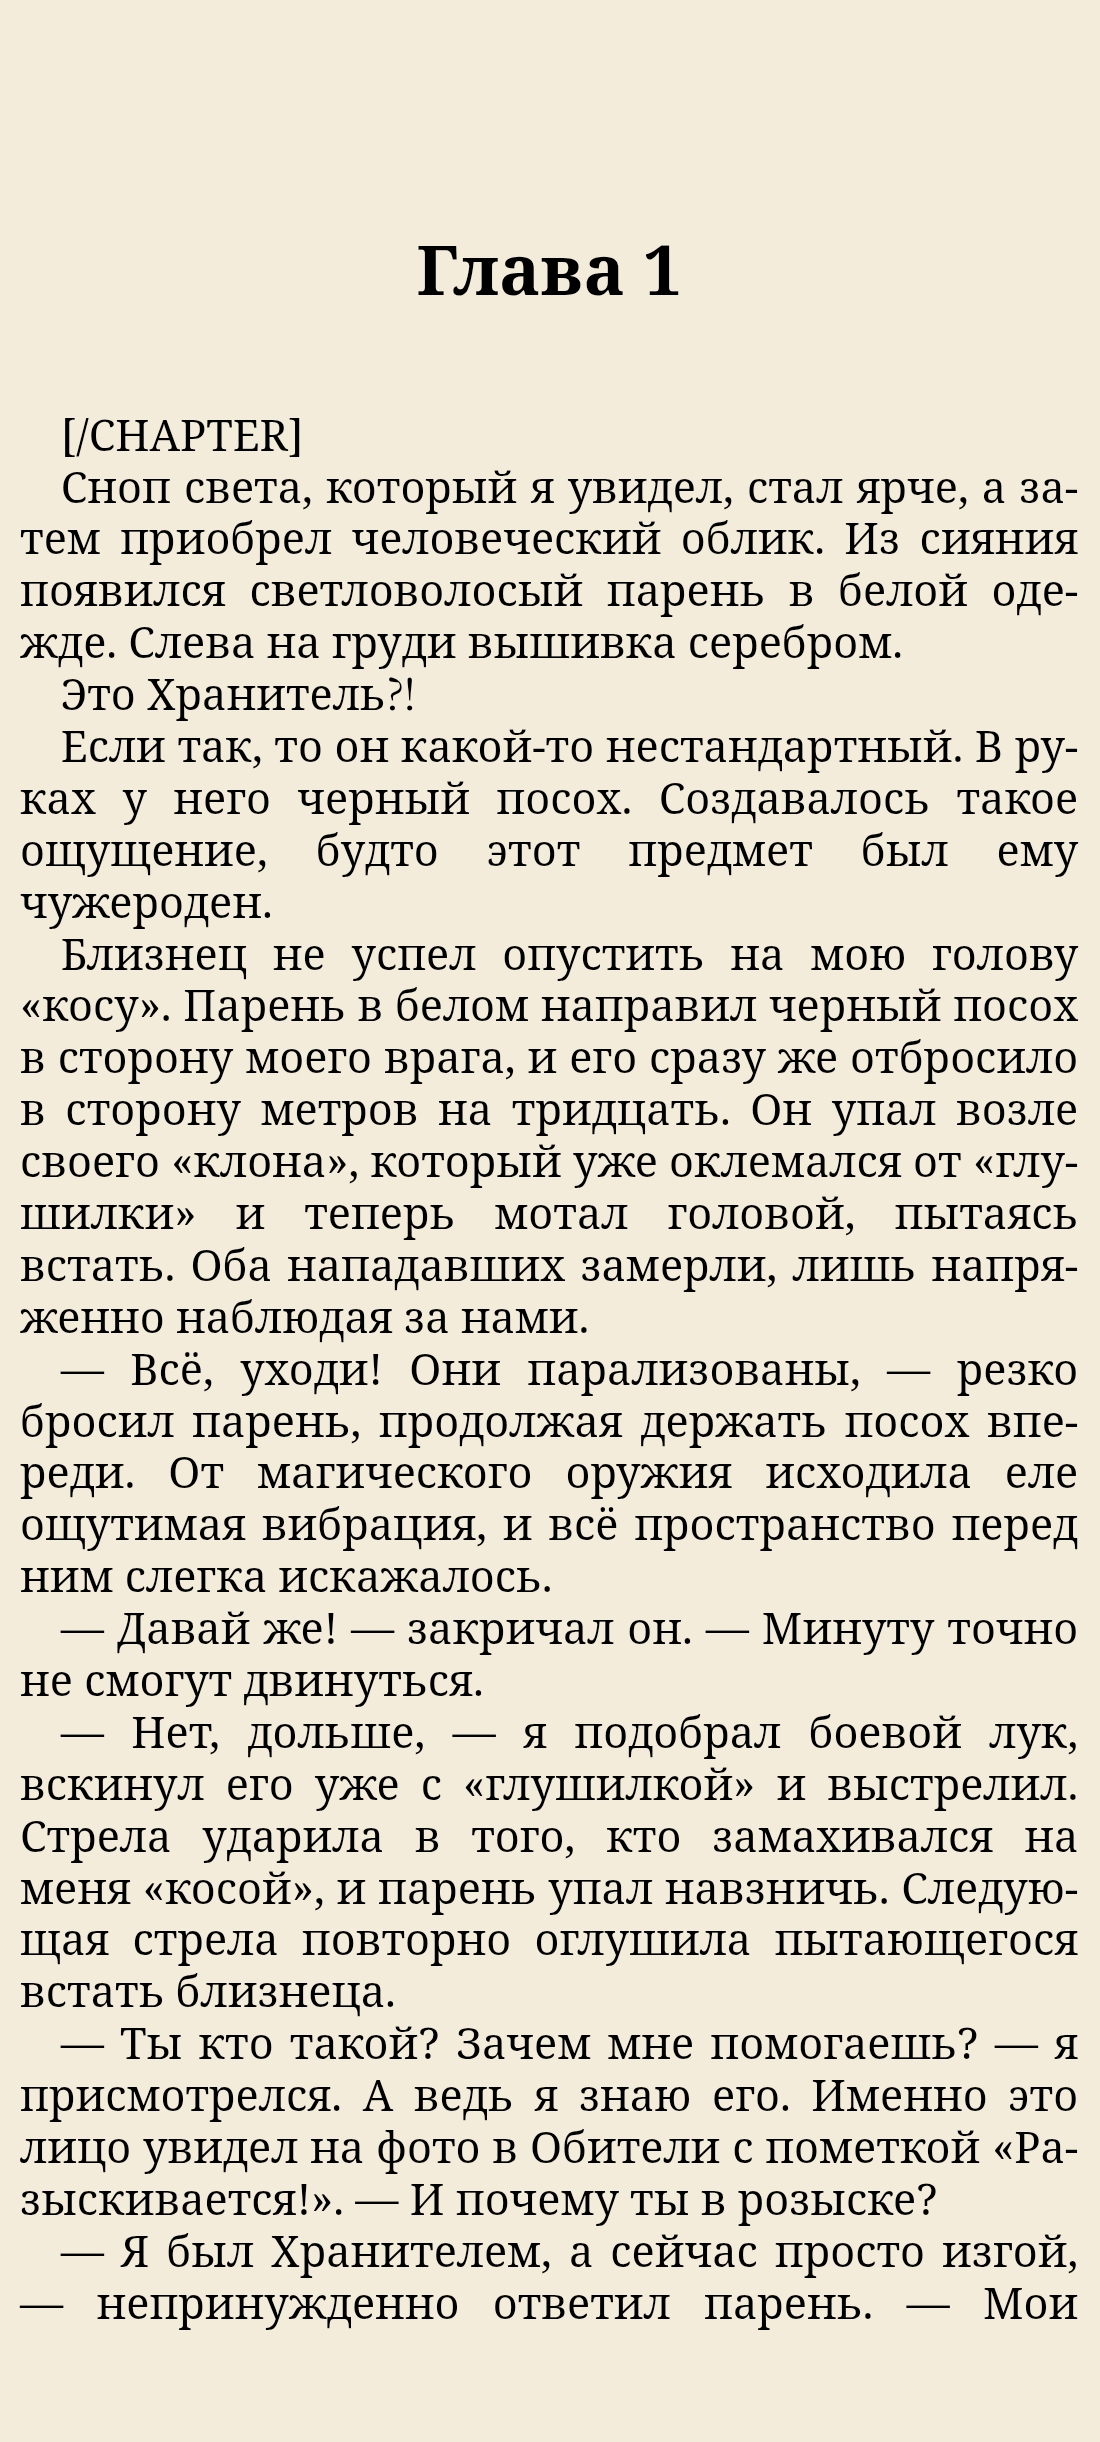 Глава 1
[/CHAPTER]
Сноп света, который я увидел, стал ярче, а за-
тем приобрел человеческий облик. Из сияния
появился светловолосый парень в белой оде-
жде. Слева на груди вышивка серебром.
Это Хранитель?!
Если так, то он какой-то нестандартный. В ру-
ках у него черный посох. Создавалось такое
ощущение, будто этот предмет был ему
чужероден.
Близнец не успел опустить на мою голову
«косу». Парень в белом направил черный посох
в сторону моего врага, и его сразу же отбросило
в сторону метров на тридцать. Он упал возле
своего «клона», который уже оклемался от «глу-
шилки» и теперь мотал головой, пытаясь
встать. Оба нападавших замерли, лишь напря-
женно наблюдая за нами.
— Всё, уходи! Они парализованы, — резко
бросил парень, продолжая держать посох впе-
реди. От магического оружия исходила еле
ощутимая вибрация, и всё пространство перед
ним слегка искажалось.
— Давай же! — закричал он. — Минуту точно
не смогут двинуться.
— Нет, дольше, — я подобрал боевой лук,
вскинул его уже с «глушилкой» и выстрелил.
Стрела ударила в того, кто замахивался на
меня «косой», и парень упал навзничь. Следую-
щая стрела повторно оглушила пытающегося
встать близнеца.
— Ты кто такой? Зачем мне помогаешь? — я
присмотрелся. А ведь я знаю его. Именно это
лицо увидел на фото в Обители с пометкой «Ра-
зыскивается!». — И почему ты в розыске?
— Я был Хранителем, а сейчас просто изгой,
— непринужденно ответил парень. — Мои